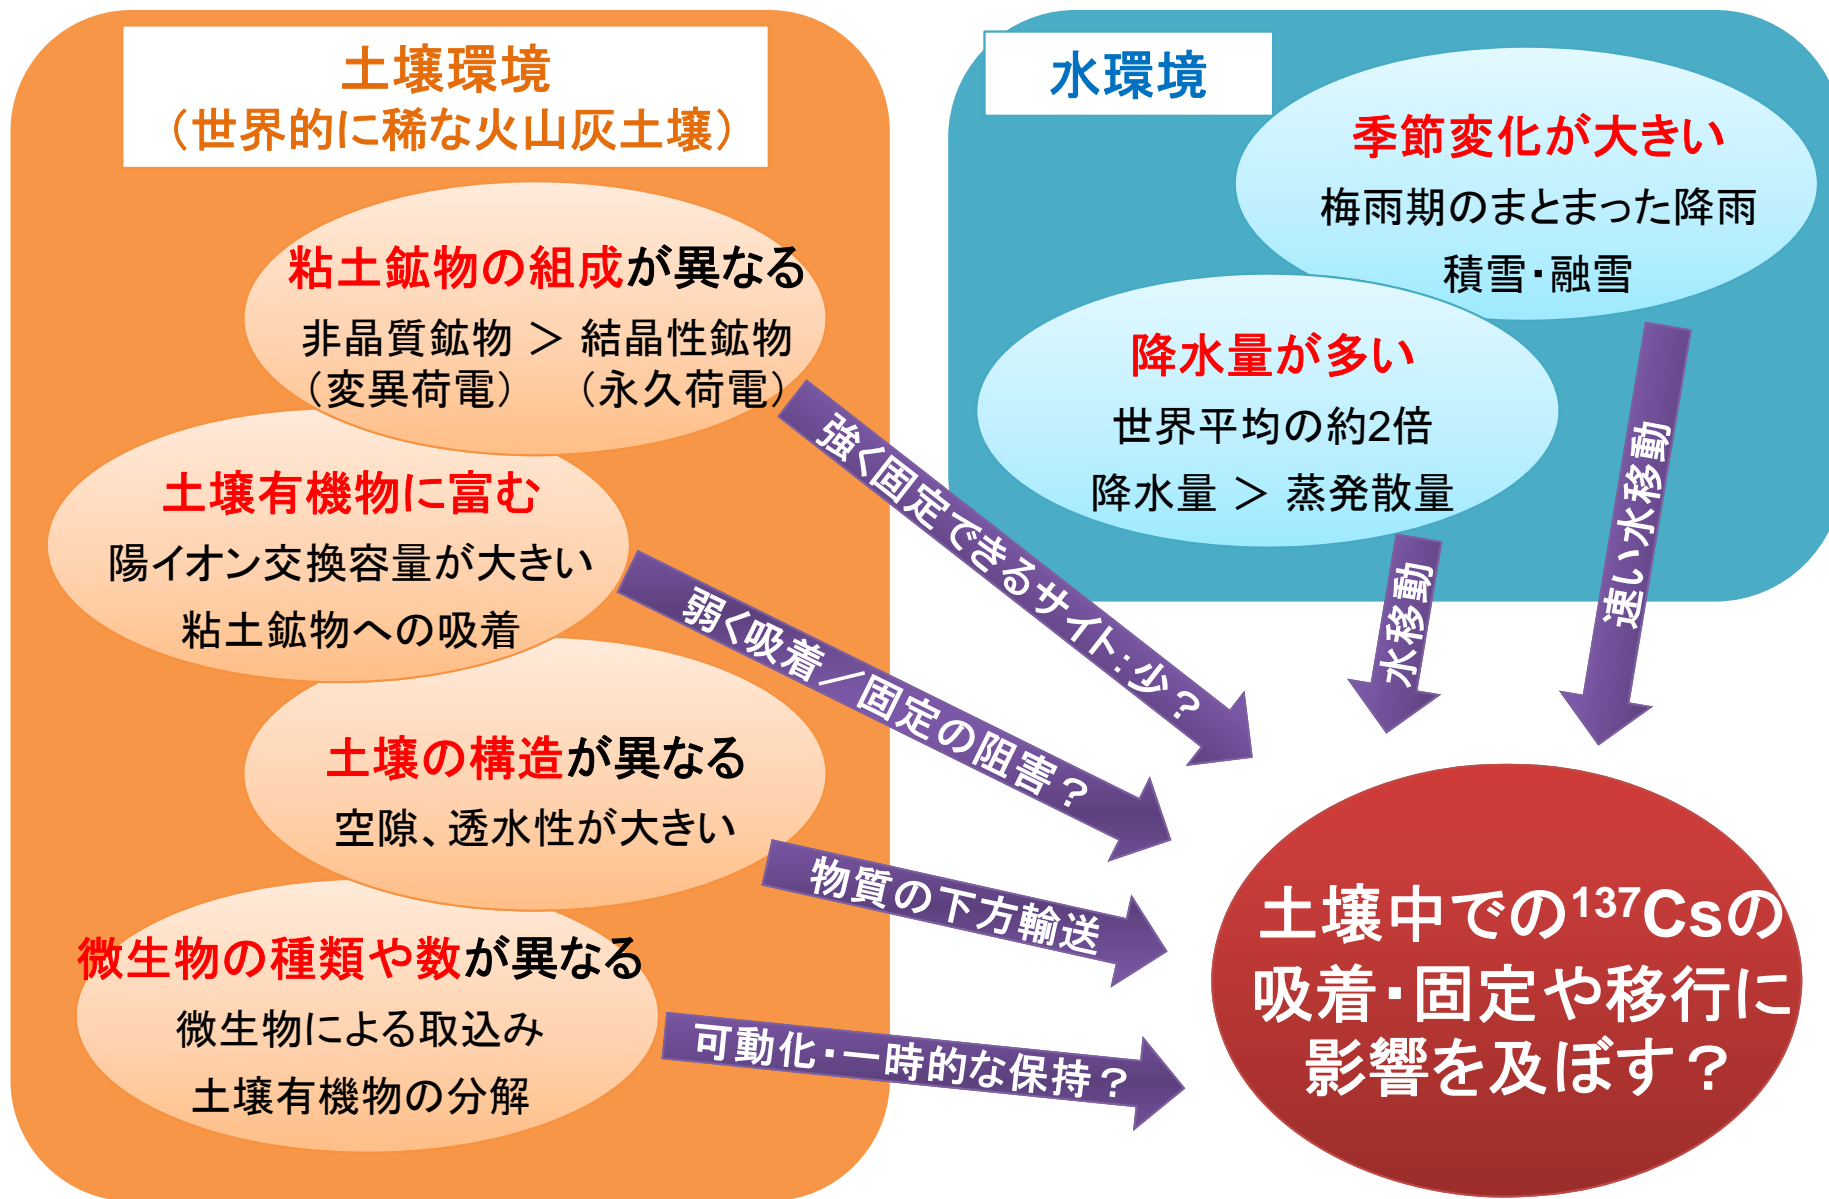 土壌環境
（世界的に稀な火山灰土壌）
粘土鉱物の組成が異なる
非晶質鉱物 ＞ 結晶性鉱物
（変異荷電） （永久荷電）
土壌有機物に富む
陽イオン交換容量が大きい
粘土鉱物への吸着
土壌の構造が異なる
空隙、透水性が大きい
微生物の種類や数が異なる
微生物による取込み
土壌有機物の分解
水環境
季節変化が大きい
梅雨期のまとまった降雨
積雪・融雪
降水量が多い
世界平均の約2倍
降水量 ＞ 蒸発散量
強く固定できるサイト：少？
弱く吸着／固定の阻害？
物質の下方輸送
可動化・一時的な保持？
水移動
速い水移動
土壌中での¹³⁷Csの
吸着・固定や移行に
影響を及ぼす？